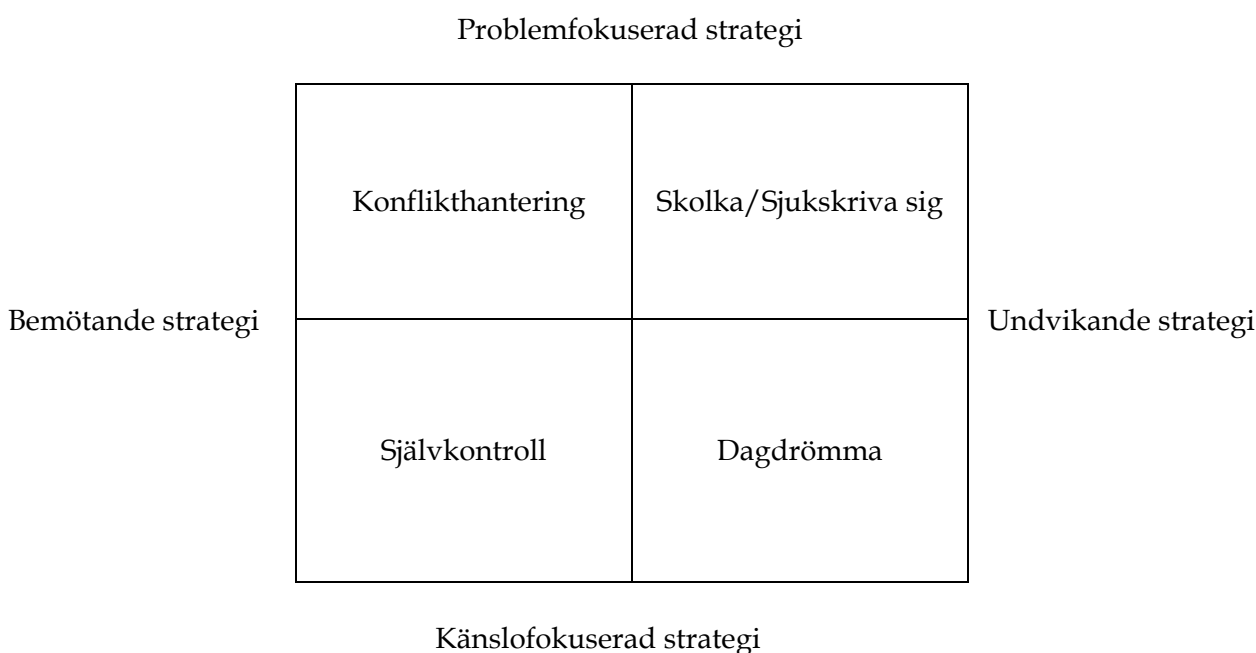 Problemfokuserad strategi
Konflikthantering
Skolka/Sjukskriva sig
Bemötande strategi
Undvikande strategi
Självkontroll
Dagdrömma
Känslofokuserad strategi